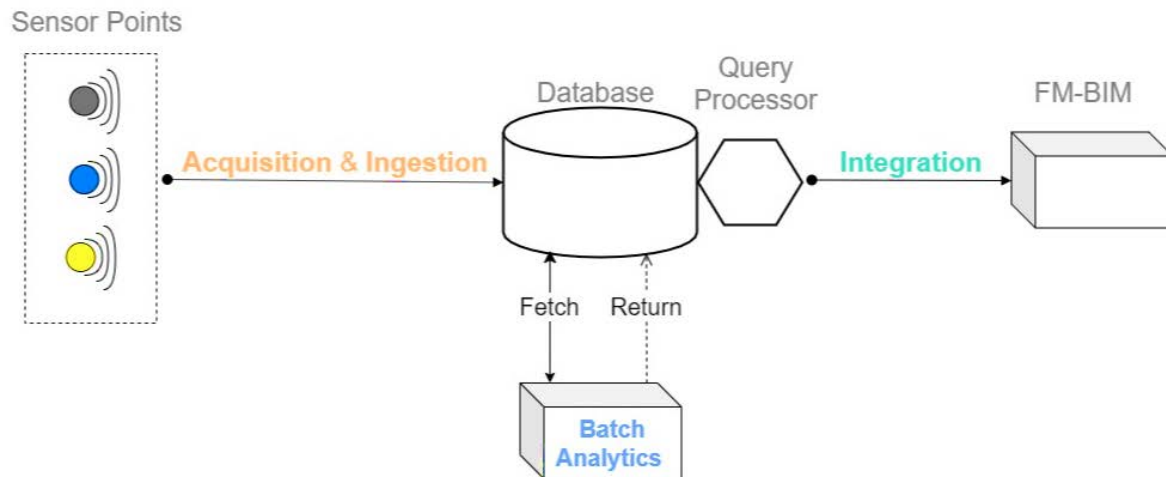 Sensor Points
Database
Query
Processor
FM-BIM
Acquisition & Ingestion
Integration
Fetch
Return
Batch
Analytics